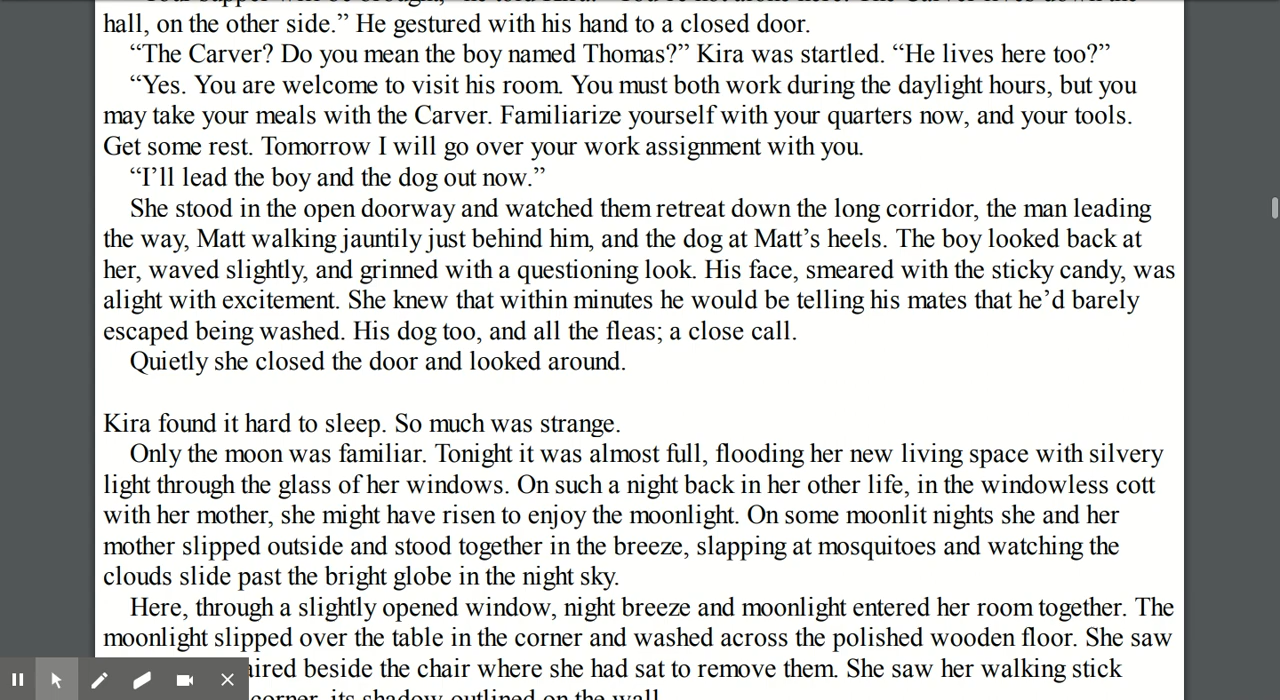 hall, on the other side.” He gestured with his hand to a closed door.
“The Carver? Do you mean the boy named Thomas?” Kira was startled. “He lives here too?”
“Yes. You are welcome to visit his room. You must both work during the daylight hours, but you
may take your meals with the Carver. Familiarize yourself with your quarters now, and your tools.
Get some rest. Tomorrow I will go over your work assignment with you.
“I’ll lead the boy and the dog out now.”
She stood in the open doorway and watched them retreat down the long corridor, the man leading
the way, Matt walking jauntily just behind him, and the dog at Matt’s heels. The boy looked back at
her, waved slightly, and grinned with a questioning look. His face, smeared with the sticky candy, was
alight with excitement. She knew that within minutes he would be telling his mates that he’d barely
escaped being washed. His dog too, and all the fleas; a close call.
Quietly she closed the door and looked around.
Kira found it hard to sleep. So much was strange.
Only the moon was familiar. Tonight it was almost full, flooding her new living space with silvery
light through the glass of her windows. On such a night back in her other life, in the windowless cott
with her mother, she might have risen to enjoy the moonlight. On some moonlit nights she and her
mother slipped outside and stood together in the breeze, slapping at mosquitoes and watching the
clouds slide past the bright globe in the night sky.
Here, through a slightly opened window, night breeze and moonlight entered her room together. The
moonlight slipped over the table in the corner and washed across the polished wooden floor. She saw
aired beside the chair where she had sat to remove them. She saw her walking stick
corner, its shadow outlined on the wall.